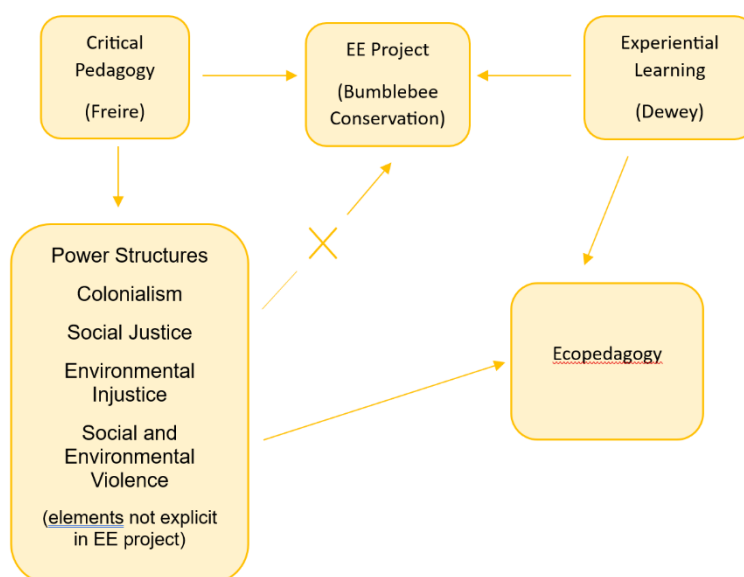 Critical
Pedagogy
(Freire)
EE Project
(Bumblebee
Conservation)
Experiential
Learning
(Dewey)
Power Structures
Colonialism
Social Justice
Environmental
Injustice
Social and
Environmental
Violence
(elements not explicit
in EE project)
Ecopedagogy